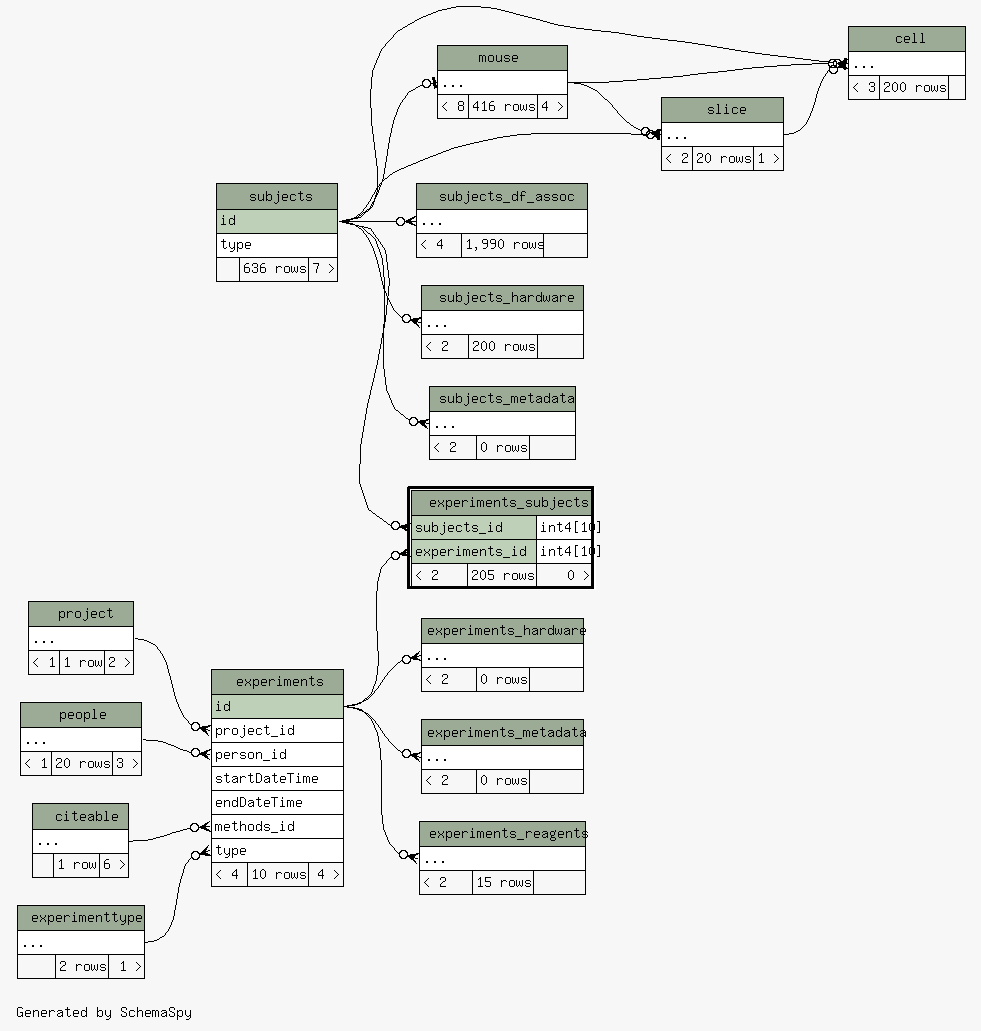 cell
...
< 3 200 rows
mouse
...
< 8 416 rows 4 >
slice
...
< 2 20 rows 1 >
subjects
id
type
636 rows 7 >
subjects_df_assoc
...
< 4 1,990 rows
subjects_hardware
...
< 2 200 rows
subjects_metadata
...
< 2 0 rows
experiments_subjects
subjects_id int4[10]
experiments_id int4[10]
< 2 205 rows 0 >
project
...
< 1 1 row 2 >
people
...
< 1 20 rows 3 >
citeable
...
1 row 6 >
experimenttype
...
2 rows 1 >
experiments
id
project_id
person_id
startDateTime
endDateTime
methods_id
type
< 4 10 rows 4 >
experiments_hardware
...
< 2 0 rows
experiments_metadata
...
< 2 0 rows
experiments_reagents
...
< 2 15 rows
Generated by SchemaSpy